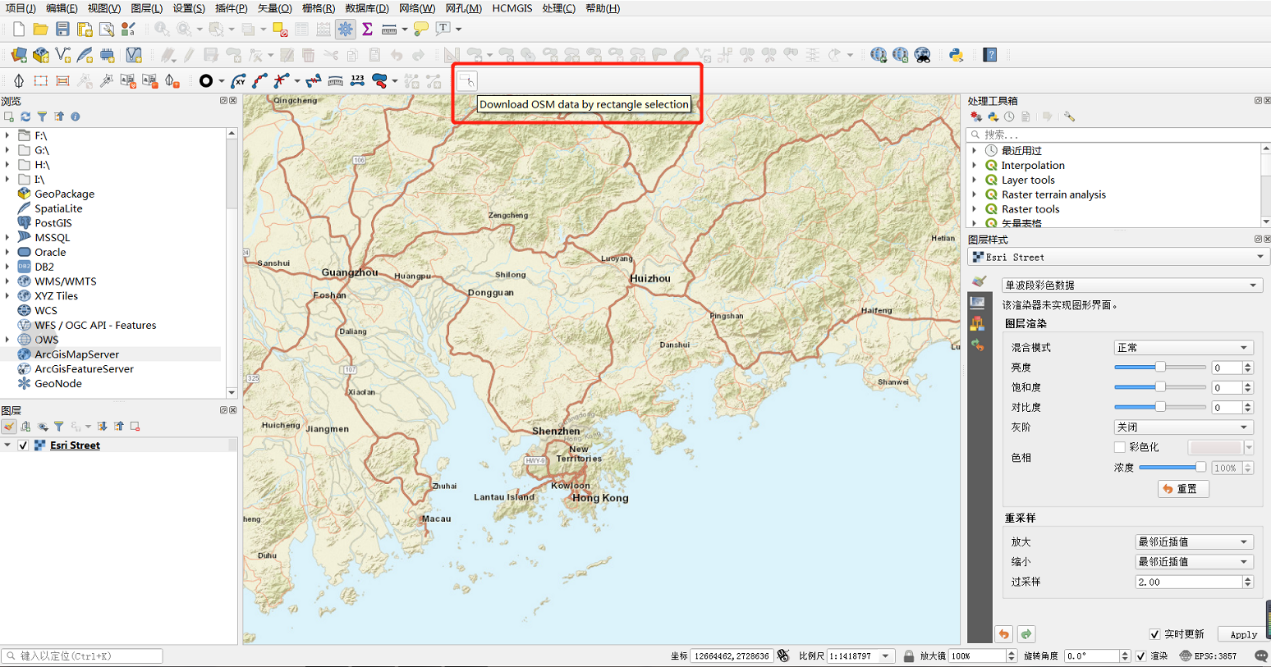 项目(J) 编辑(E) 视图(V) 图层(L) 设置(S) 插件(P) 矢量(O) 栅格(R) 数据库(D) 网络(W) 网孔(M) HCMGIS 处理(C) 帮助(H)
Download OSM data by rectangle selection
浏览
F:\
G:\
H:\
I:\
GeoPackage
SpatiaLite
PostGIS
MSSQL
Oracle
DB2
WMS/WMTS
XYZ Tiles
WCS
WFS / OGC API - Features
OWS
ArcGisMapServer
ArcGisFeatureServer
GeoNode
图层
Esri Street
Qingcheng
106
Zengcheng
Hetian
Sanshui
Guangzhou
Huangpu
Shilong
Luoyang
Huizhou
Foshan
Dongguan
Daliang
Pingshan
Haifeng
Danshui
107
325
Xiaolan
Shanwei
Huicheng
Jiangmen
Shenzhen
New
Territories
HWY-9
Zhuhai
Lantau Island
Kowloon
Hong Kong
Macau
Duhu
处理工具箱
搜索...
最近用过
Interpolation
Layer tools
Raster terrain analysis
Raster tools
矢量表格
图层样式
Esri Street
单波段彩色数据
该渲染器未实现图形界面。
图层渲染
混合模式 正常
亮度 0
饱和度 0
对比度 0
灰阶 关闭
色相 彩色化
浓度 100%
重置
重采样
放大 最邻近插值
缩小 最邻近插值
过采样 2.00
实时更新 Apply
键入以定位(Ctrl+K) 坐标 12664462,2728636 比例尺 1:1418797 放大镜 100% 旋转角度 0.0° 渲染 EPSG:3857